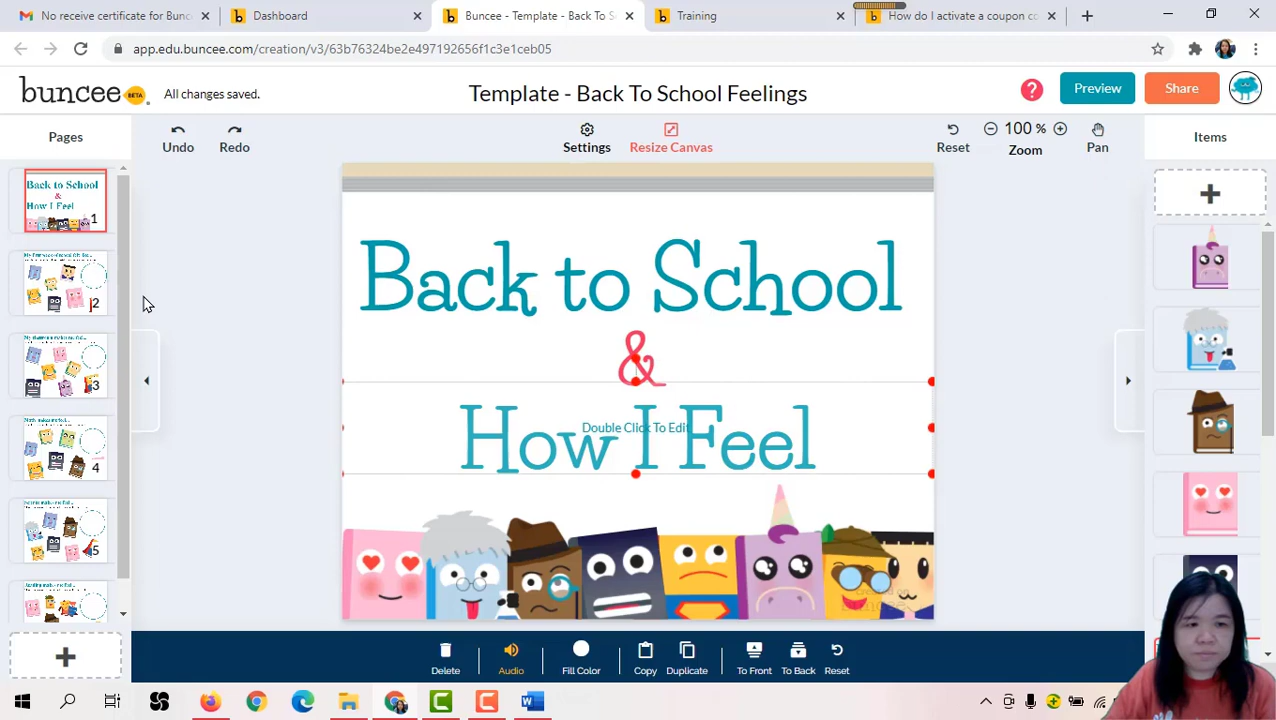 No receive certificate for Bunc
Dashboard
Buncee - Template - Back To S
Training
How do I activate a coupon co
app.edu.buncee.com/creation/v3/63b76324be2e497192656f1c3e1ceb05
buncee BETA
All changes saved.
Template - Back To School Feelings
?
Preview
Share
Pages
Undo
Redo
Settings
Resize Canvas
Reset
100 %
Zoom
Pan
Items
Back to School
&
How I Feel
1
2
3
4
5
Back to School
&
How I Feel
Double Click To Edit
Delete
Audio
Fill Color
Copy
Duplicate
To Front
To Back
Reset